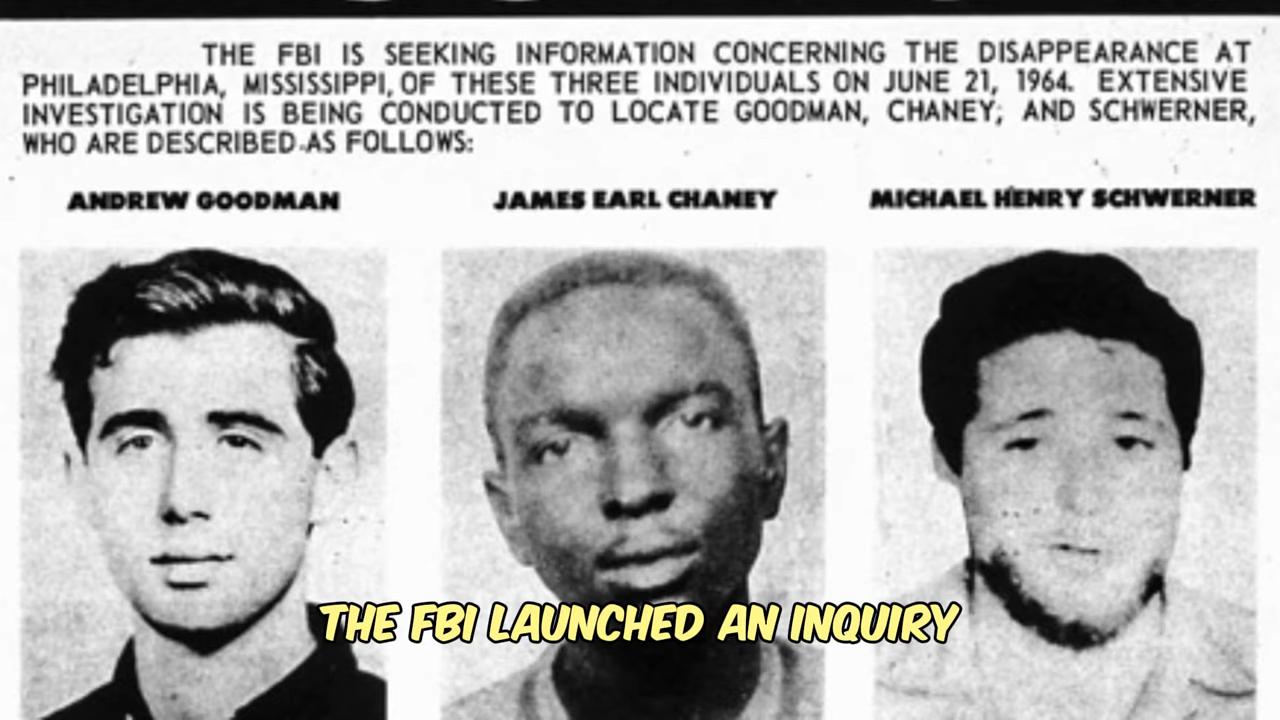 THE FBI IS SEEKING INFORMATION CONCERNING THE DISAPPEARANCE AT
PHILADELPHIA, MISSISSIPPI, OF THESE THREE INDIVIDUALS ON JUNE 21, 1964. EXTENSIVE
INVESTIGATION IS BEING CONDUCTED TO LOCATE GOODMAN, CHANEY, AND SCHWERNER,
WHO ARE DESCRIBED AS FOLLOWS:
ANDREW GOODMAN
JAMES EARL CHANEY
MICHAEL HENRY SCHWERNER
THE FBI LAUNCHED AN INQUIRY